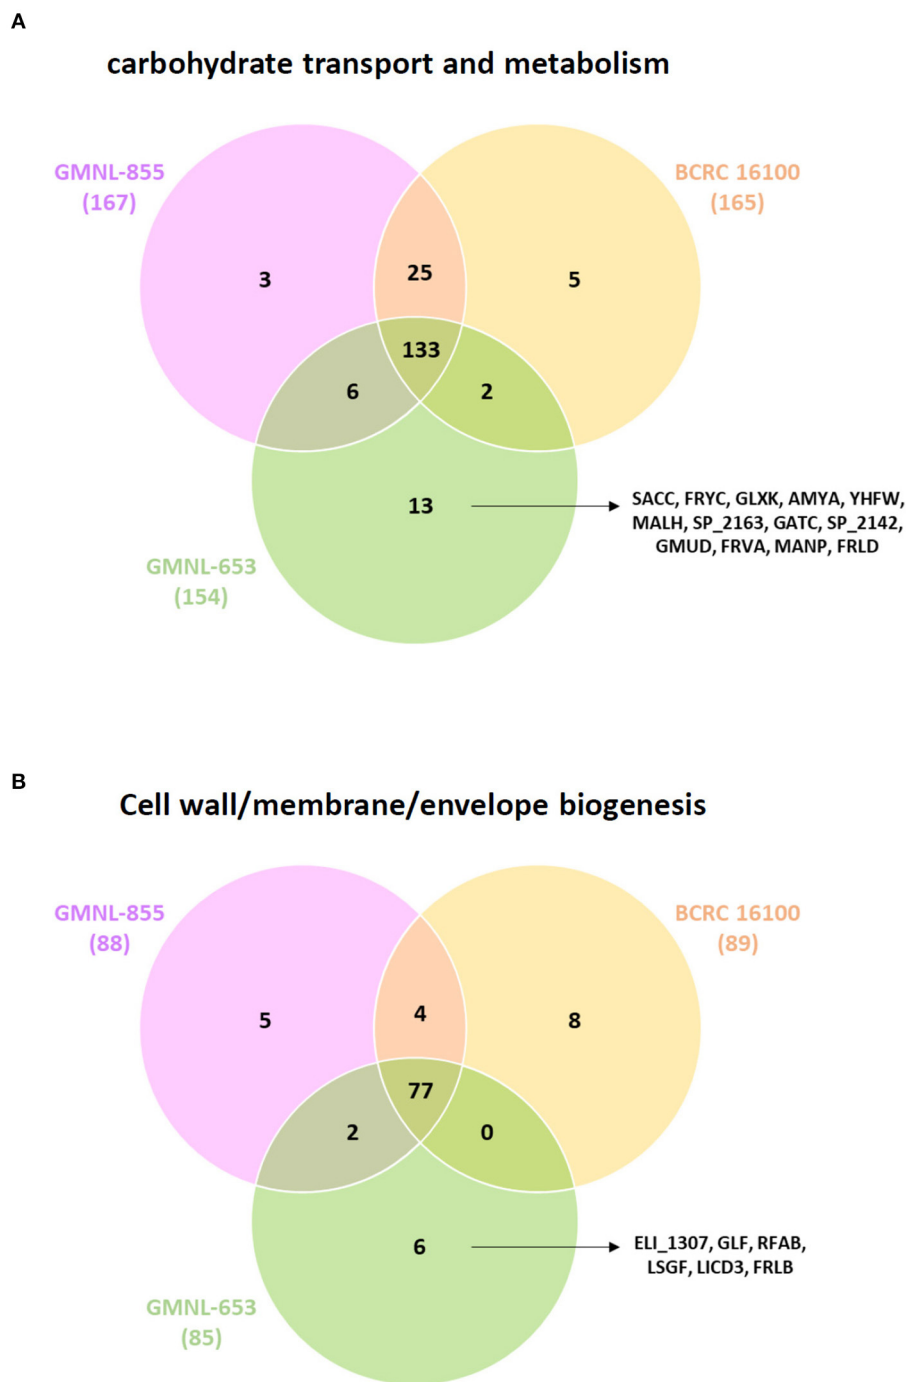 A
carbohydrate transport and metabolism
GMNL-855
(167)
BCRC 16100
(165)
3
25
5
133
6
2
13
SACC, FRYC, GLXK, AMYA, YHFW,
MALH, SP_2163, GATC, SP_2142,
GMUD, FRVA, MANP, FRLD
GMNL-653
(154)
B
Cell wall/membrane/envelope biogenesis
GMNL-855
(88)
BCRC 16100
(89)
5
4
8
77
2
0
6
ELI_1307, GLF, RFAB,
LSGF, LICD3, FRLB
GMNL-653
(85)